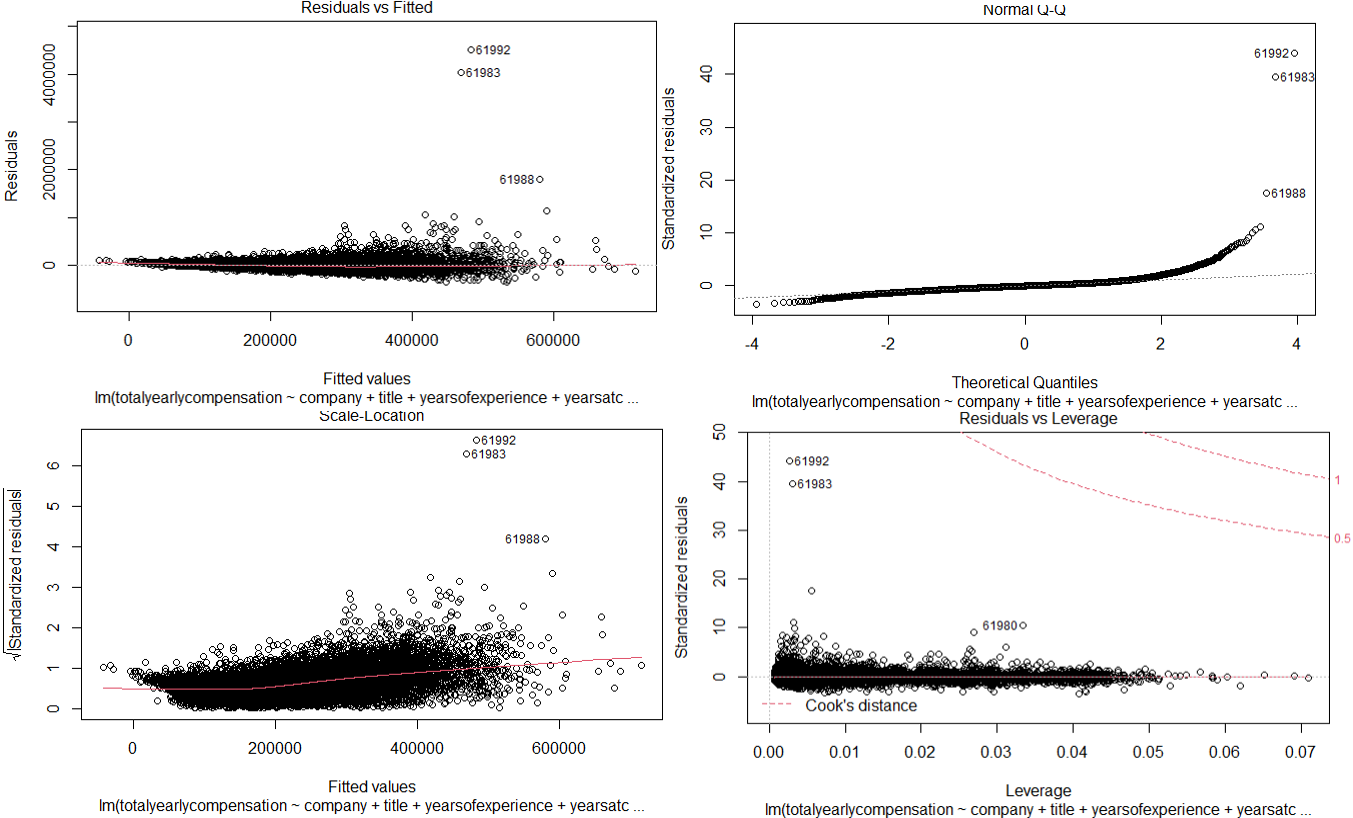 Residuals vs Fitted
Residuals
4000000
2000000
0
61992
61983
61988
0 200000 400000 600000
Fitted values
lm(totalyearlycompensation ~ company + title + yearsofexperience + yearsatc ...
Normal Q-Q
Standardized residuals
40
30
20
10
0
61992
61983
61988
-4 -2 0 2 4
Theoretical Quantiles
lm(totalyearlycompensation ~ company + title + yearsofexperience + yearsatc ...
Scale-Location
√|Standardized residuals|
6
5
4
3
2
1
0
61992
61983
61988
0 200000 400000 600000
Fitted values
lm(totalyearlycompensation ~ company + title + yearsofexperience + yearsatc ...
Residuals vs Leverage
Standardized residuals
50
40
30
20
10
0
61992
61983
61980
1
0.5
Cook's distance
0.00 0.01 0.02 0.03 0.04 0.05 0.06 0.07
Leverage
lm(totalyearlycompensation ~ company + title + yearsofexperience + yearsatc ...